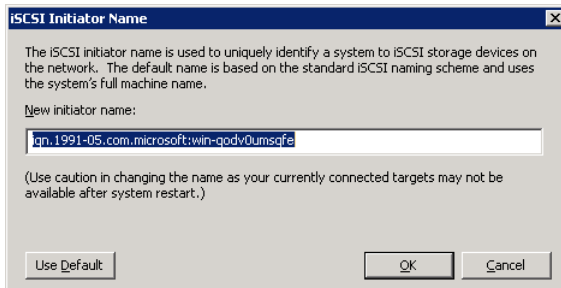 iSCSI Initiator Name
The iSCSI initiator name is used to uniquely identify a system to iSCSI storage devices on
the network.  The default name is based on the standard iSCSI naming scheme and uses
the system's full machine name.
New initiator name:
iqn.1991-05.com.microsoft:win-qodv0umsqfe
(Use caution in changing the name as your currently connected targets may not be
available after system restart.)
Use Default
OK
Cancel